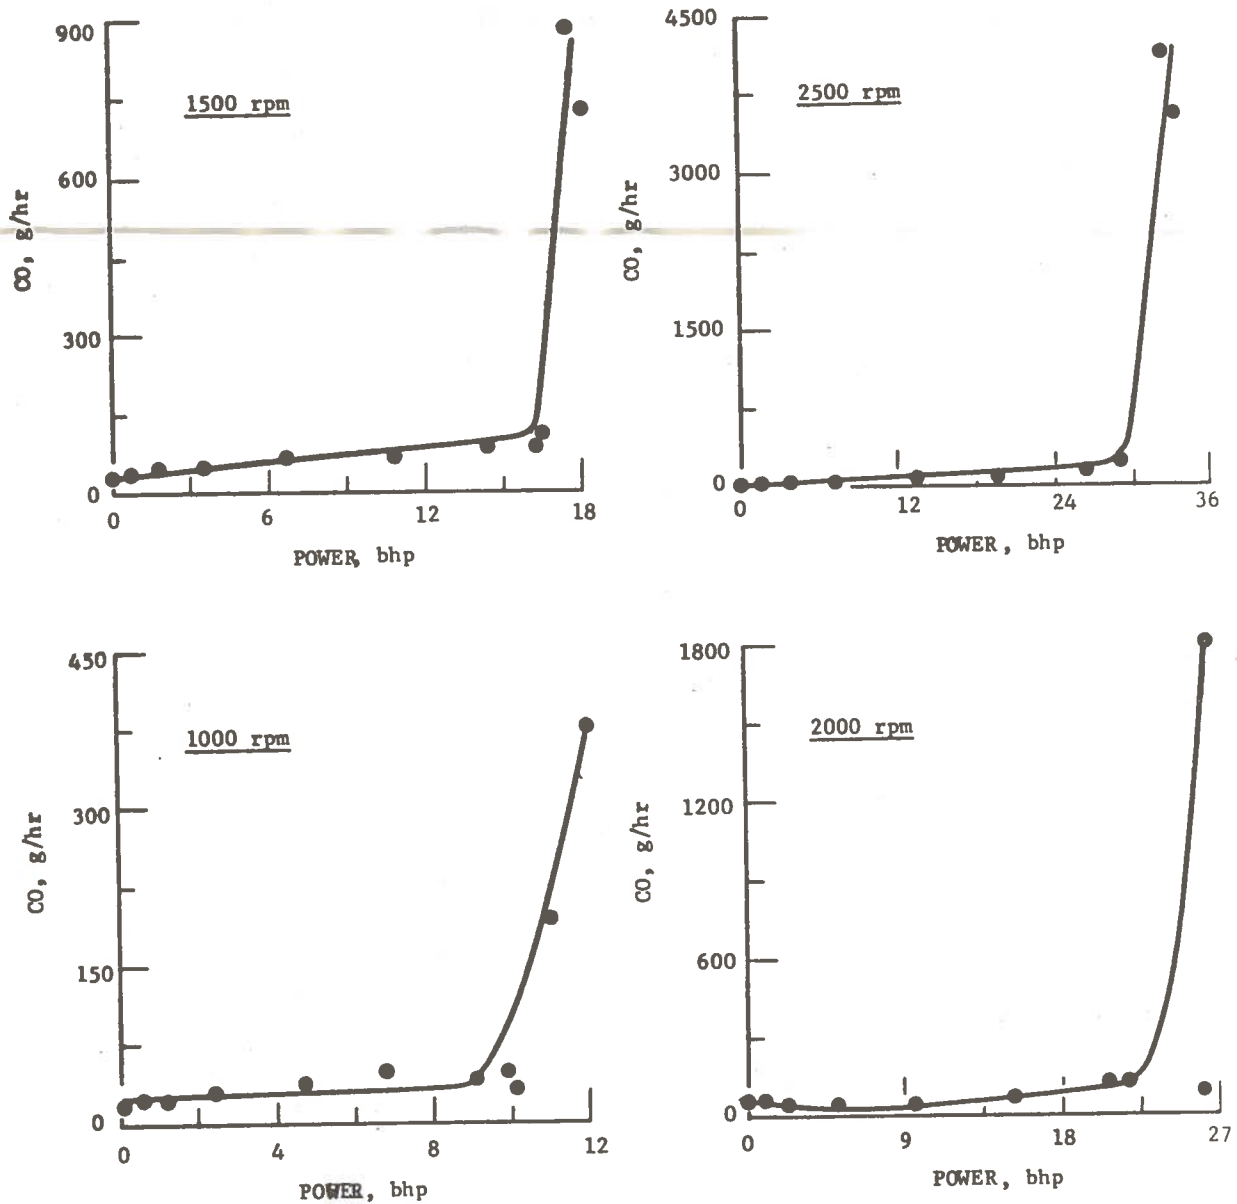 900
1500 rpm
600
CO, g/hr
300
0
0 6 12 18
POWER, bhp
4500
2500 rpm
3000
CO, g/hr
1500
0
0 12 24 36
POWER, bhp
450
1000 rpm
300
CO, g/hr
150
0
0 4 8 12
POWER, bhp
1800
2000 rpm
1200
CO, g/hr
600
0
0 9 18 27
POWER, bhp